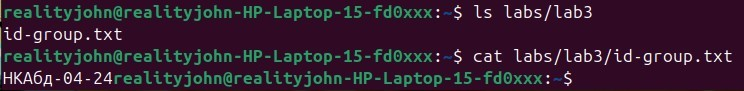 realityjohn@realityjohn-HP-Laptop-15-fd0xxx:~$ ls labs/lab3
id-group.txt
realityjohn@realityjohn-HP-Laptop-15-fd0xxx:~$ cat labs/lab3/id-group.txt
НКАбд-04-24realityjohn@realityjohn-HP-Laptop-15-fd0xxx:~$